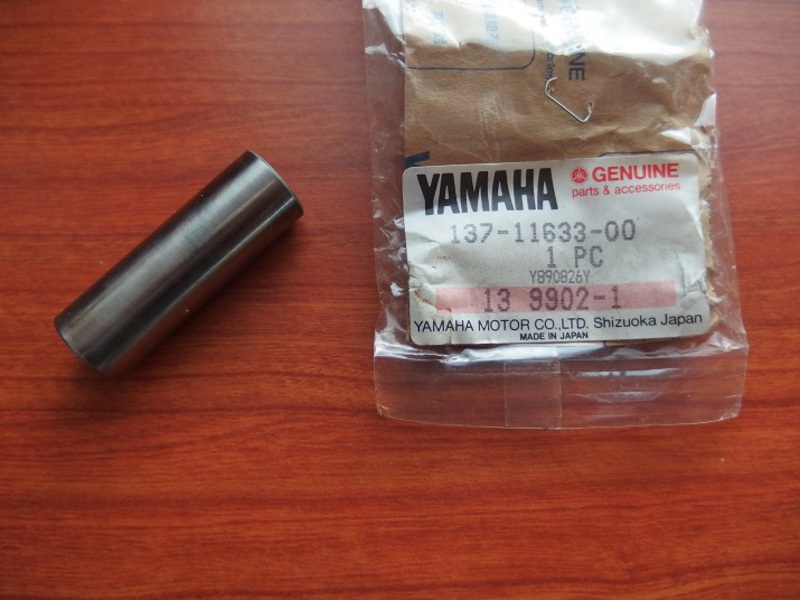 YAMAHA
GENUINE
parts & accessories
137-11633-00
1 PC
Y890826Y
13 9902-1
YAMAHA MOTOR CO.,LTD. Shizuoka Japan
MADE IN JAPAN